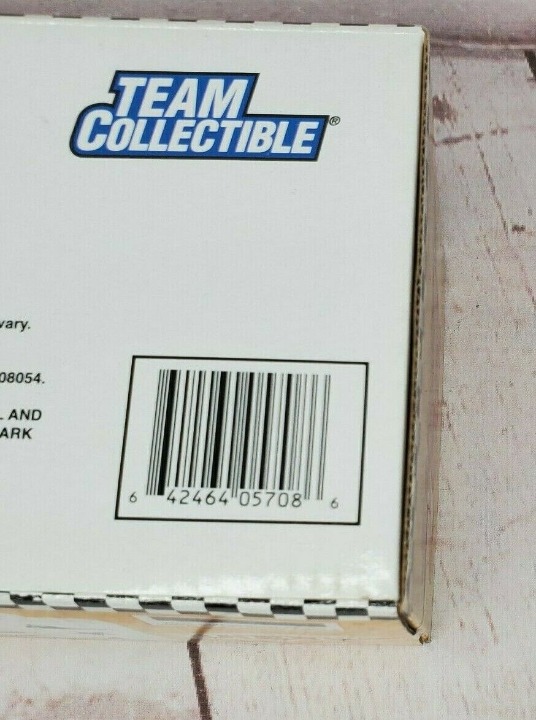 TEAM
COLLECTIBLE®
vary.
08054.
AND
ARK
6 42464 05708 6